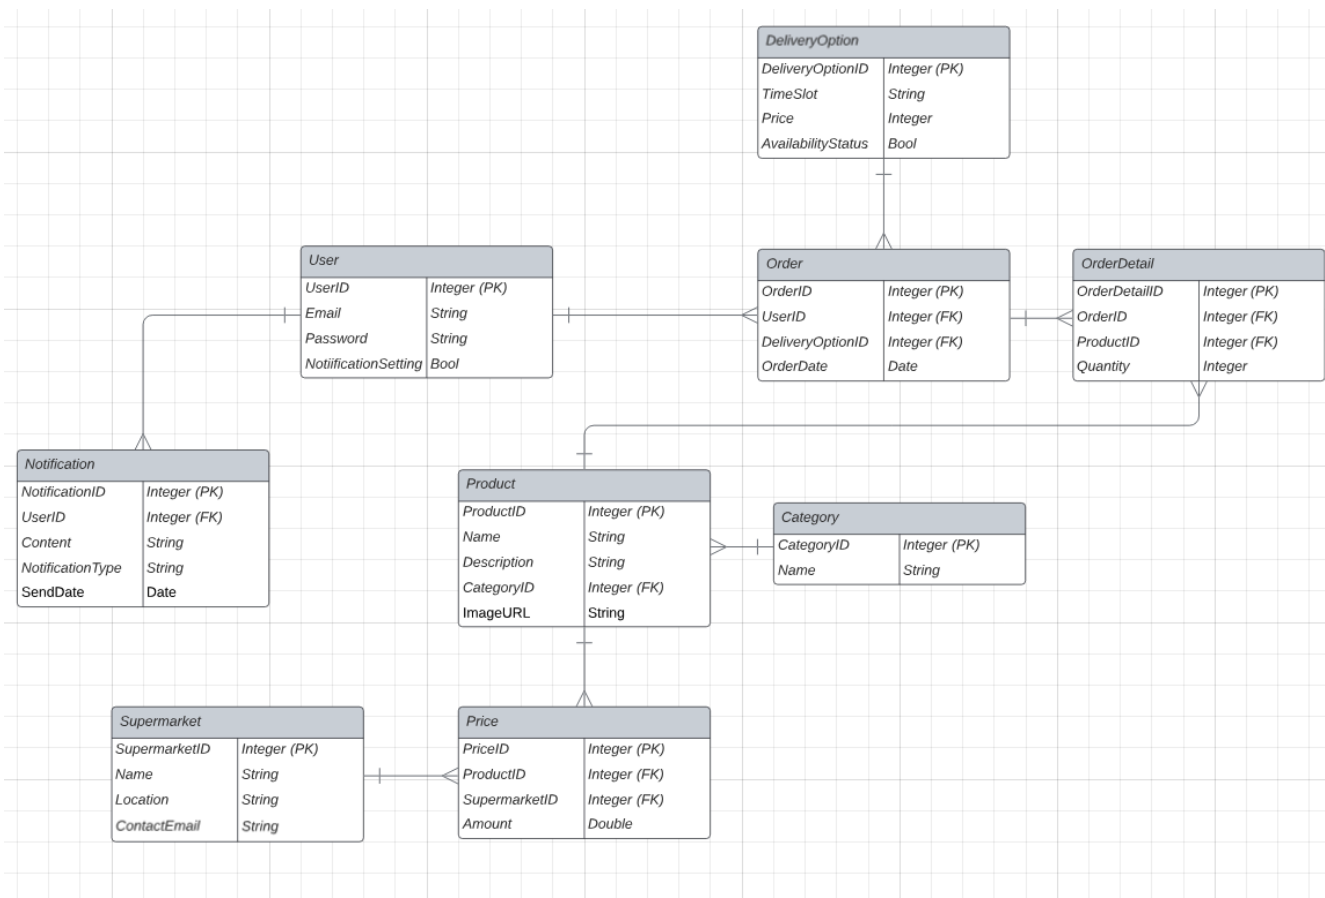 DeliveryOption
DeliveryOptionID Integer (PK)
TimeSlot String
Price Integer
AvailabilityStatus Bool
User
UserID Integer (PK)
Email String
Password String
NotiificationSetting Bool
Order
OrderID Integer (PK)
UserID Integer (FK)
DeliveryOptionID Integer (FK)
OrderDate Date
OrderDetail
OrderDetailID Integer (PK)
OrderID Integer (FK)
ProductID Integer (FK)
Quantity Integer
Notification
NotificationID Integer (PK)
UserID Integer (FK)
Content String
NotificationType String
SendDate Date
Product
ProductID Integer (PK)
Name String
Description String
CategoryID Integer (FK)
ImageURL String
Category
CategoryID Integer (PK)
Name String
Supermarket
SupermarketID Integer (PK)
Name String
Location String
ContactEmail String
Price
PriceID Integer (PK)
ProductID Integer (FK)
SupermarketID Integer (FK)
Amount Double